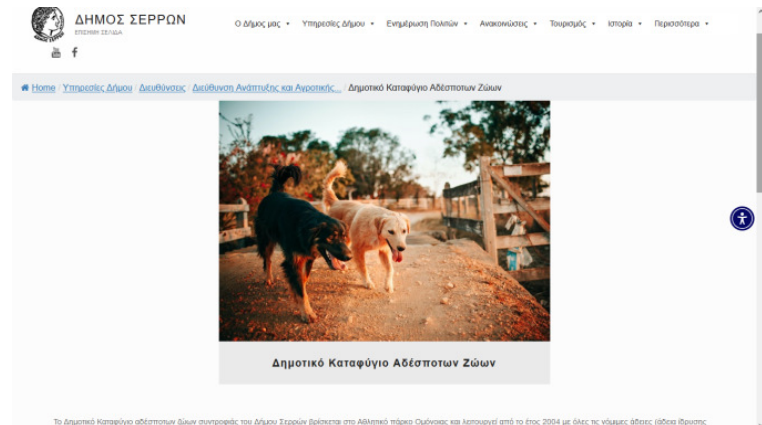 ΔΗΜΟΣ ΣΕΡΡΩΝ
ΕΠΙΣΗΜΗ ΣΕΛΙΔΑ
Ο Δήμος μας Υπηρεσίες Δήμου Ενημέρωση Πολιτών Ανακοινώσεις Τουρισμός Ιστορία Περισσότερα
Home / Υπηρεσίες Δήμου / Διευθύνσεις / Διεύθυνση Ανάπτυξης και Αγροτικής... / Δημοτικό Καταφύγιο Αδέσποτων Ζώων
Δημοτικό Καταφύγιο Αδέσποτων Ζώων
Το Δημοτικό Καταφύγιο αδέσποτων ζώων συντροφιάς του Δήμου Σερρών βρίσκεται στο Αθλητικό πάρκο Ομόνοιας και λειτουργεί από το έτος 2004 με όλες τις νόμιμες άδειες (άδεια ίδρυσης